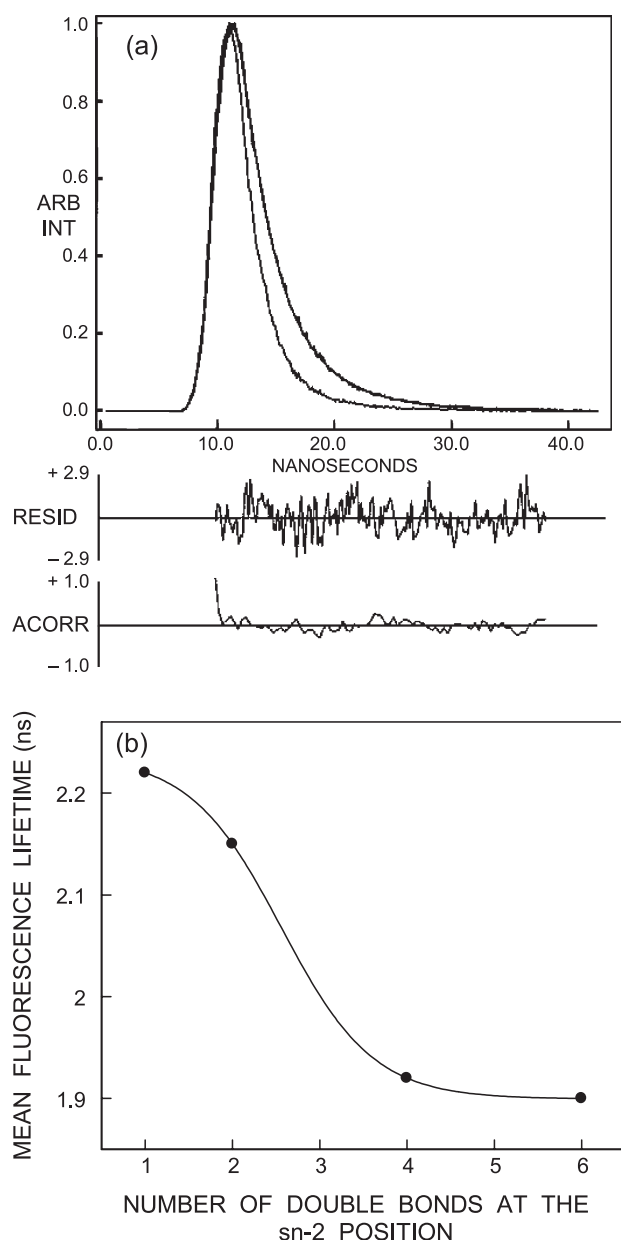 (a)
1.0
0.8
0.6
ARB
INT
0.4
0.2
0.0
0.0 10.0 20.0 30.0 40.0
NANOSECONDS
+ 2.9
RESID
– 2.9
+ 1.0
ACORR
– 1.0
(b)
MEAN FLUORESCENCE LIFETIME (ns)
2.2
2.1
2
1.9
1 2 3 4 5 6
NUMBER OF DOUBLE BONDS AT THE
sn-2 POSITION